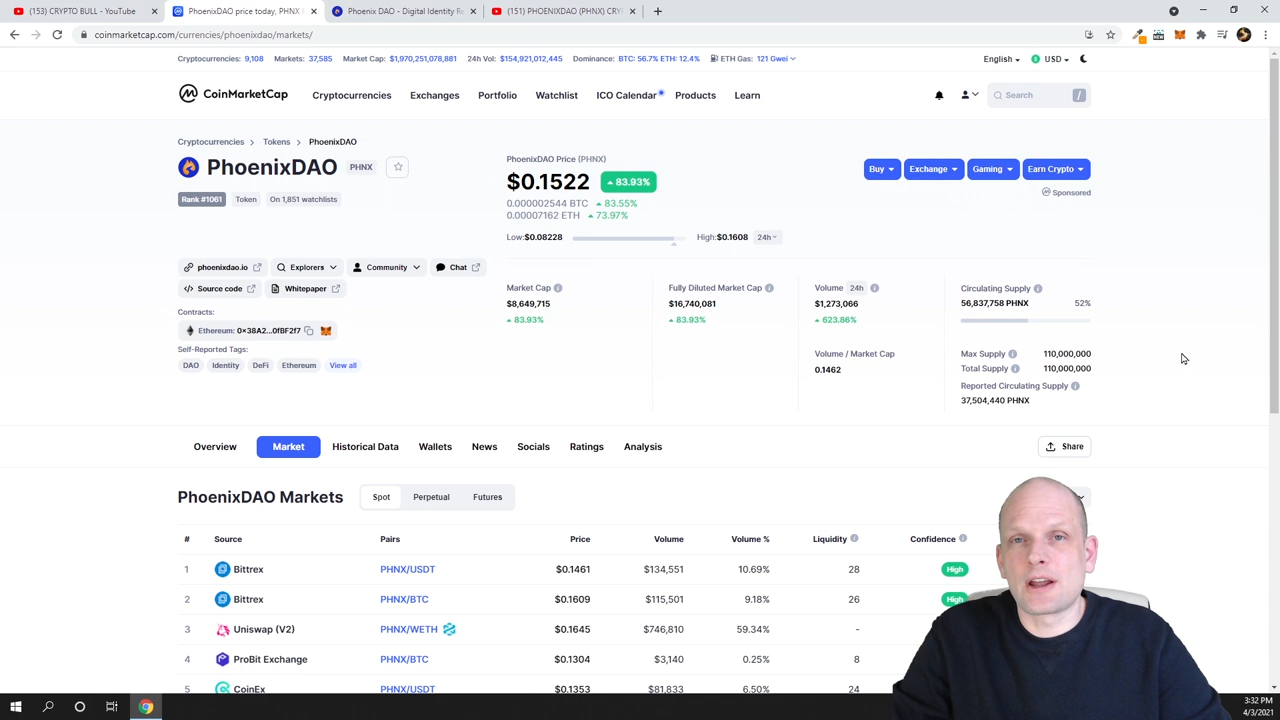 (153) CRYPTO BULL - YouTube
PhoenixDAO price today, PHNX
Phoenix DAO - Digital Identity Re
(151) PHOENIXDAO (PHNX) CRY
coinmarketcap.com/currencies/phoenixdao/markets/
Cryptocurrencies: 9,108 Markets: 37,585 Market Cap: $1,970,251,078,881 24h Vol: $154,921,012,445 Dominance: BTC: 56.7% ETH: 12.4% ETH Gas: 121 Gwei English USD
CoinMarketCap Cryptocurrencies Exchanges Portfolio Watchlist ICO Calendar Products Learn Search /
Cryptocurrencies > Tokens > PhoenixDAO
PhoenixDAO PHNX
Rank #1061 Token On 1,851 watchlists
phoenixdao.io Explorers Community Chat
Source code Whitepaper
Contracts:
Ethereum: 0x38A2...0fBF2f7
Self-Reported Tags:
DAO Identity DeFi Ethereum View all
PhoenixDAO Price (PHNX)
$0.1522 83.93%
0.000002544 BTC 83.55%
0.00007162 ETH 73.97%
Low: $0.08228 High: $0.1608 24h
Buy Exchange Gaming Earn Crypto
Sponsored
Market Cap
$8,649,715
83.93%
Fully Diluted Market Cap
$16,740,081
83.93%
Volume 24h
$1,273,066
623.86%
Volume / Market Cap
0.1462
Circulating Supply
56,837,758 PHNX 52%
Max Supply 110,000,000
Total Supply 110,000,000
Reported Circulating Supply
37,504,440 PHNX
Overview Market Historical Data Wallets News Socials Ratings Analysis Share
PhoenixDAO Markets Spot Perpetual Futures
# Source Pairs Price Volume Volume % Liquidity Confidence
1 Bittrex PHNX/USDT $0.1461 $134,551 10.69% 28 High
2 Bittrex PHNX/BTC $0.1609 $115,501 9.18% 26 High
3 Uniswap (V2) PHNX/WETH $0.1645 $746,810 59.34% -
4 ProBit Exchange PHNX/BTC $0.1304 $3,140 0.25% 8
5 CoinEx PHNX/USDT $0.1353 $81,833 6.50% 24
3:32 PM
4/3/2021